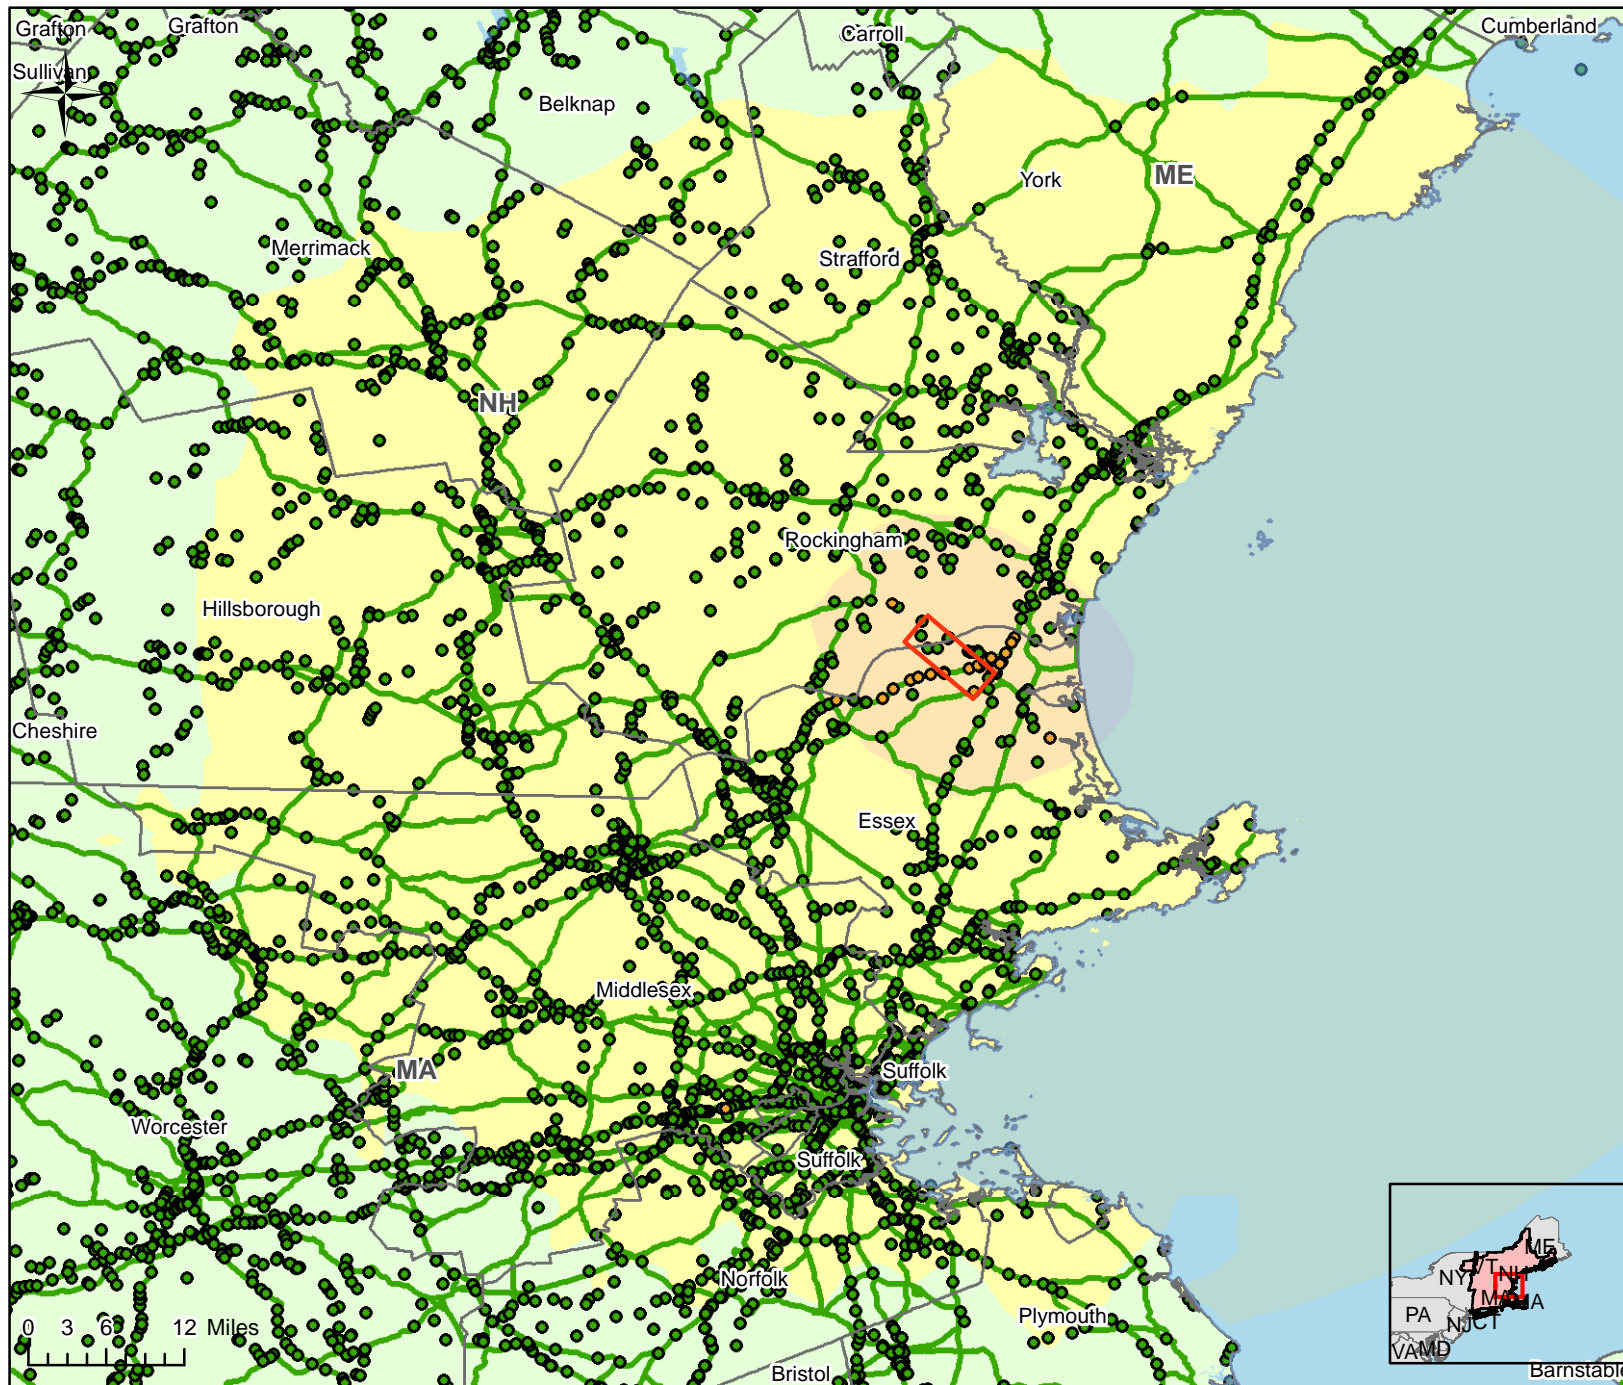 Grafton
Grafton
Carroll
Cumberland
Sullivan
Belknap
York
ME
Merrimack
Strafford
NH
Rockingham
Hillsborough
Cheshire
Essex
Middlesex
MA
Suffolk
Worcester
Suffolk
Norfolk
Plymouth
0 3 6 12 Miles
Bristol
ME
VT
NH
NY
MA
PA
NJ
CT
VA
MD
Barnstable